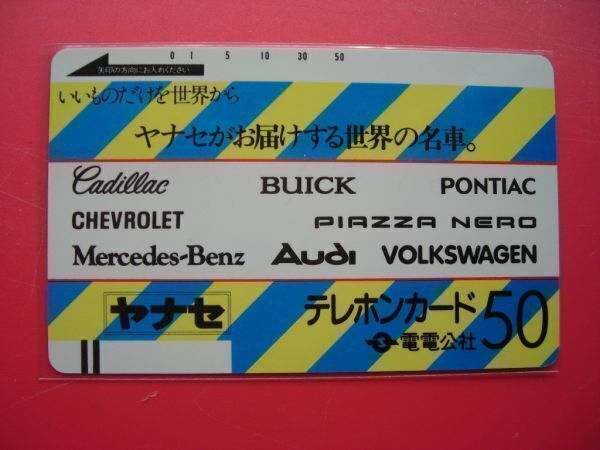 0 1 5 10 30 50
矢印の方向にお入れください
いいものだけを世界から
ヤナセがお届けする世界の名車。
Cadillac BUICK PONTIAC
CHEVROLET PIAZZA NERO
Mercedes-Benz Audi VOLKSWAGEN
ヤナセ テレホンカード 50
電電公社